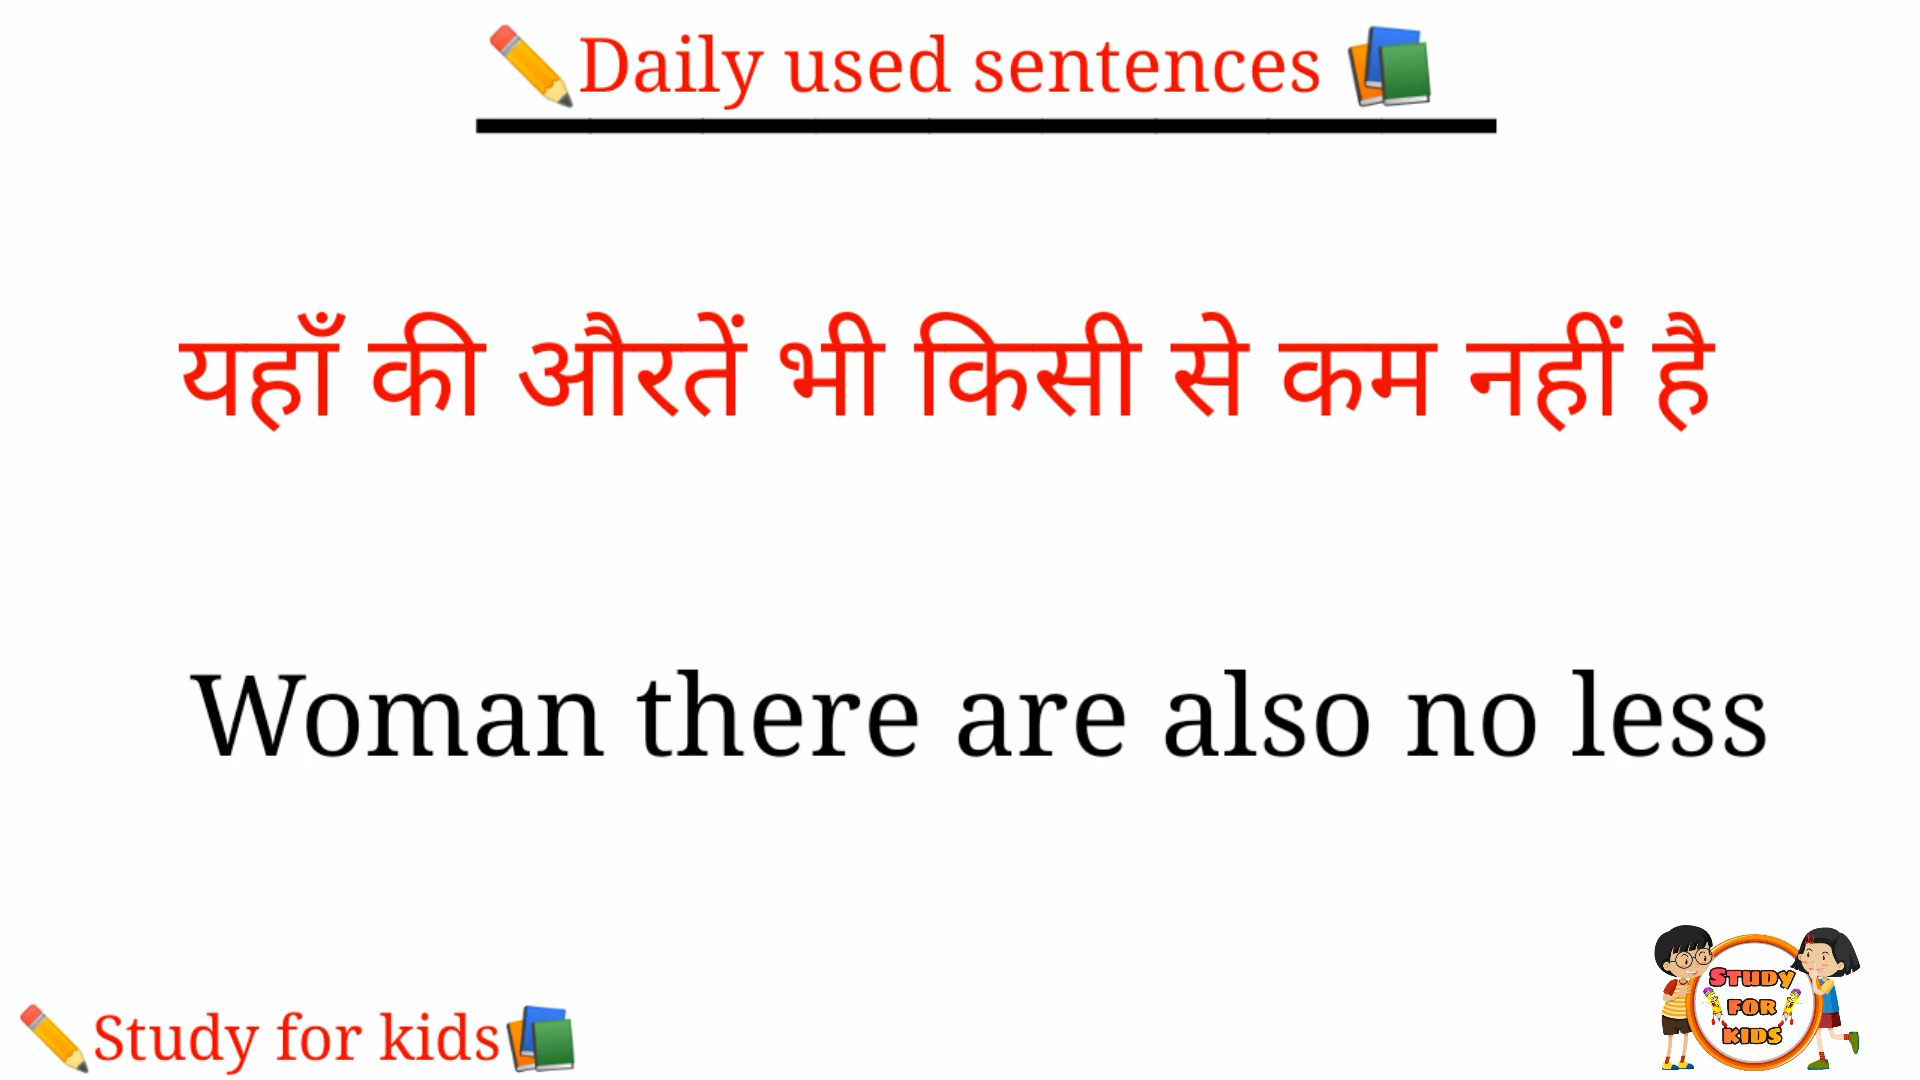 ✏️Daily used sentences 📚
यहाँ की औरतें भी किसी से कम नहीं है
Woman there are also no less
✏️Study for kids📚
STUDY
FOR
KIDS